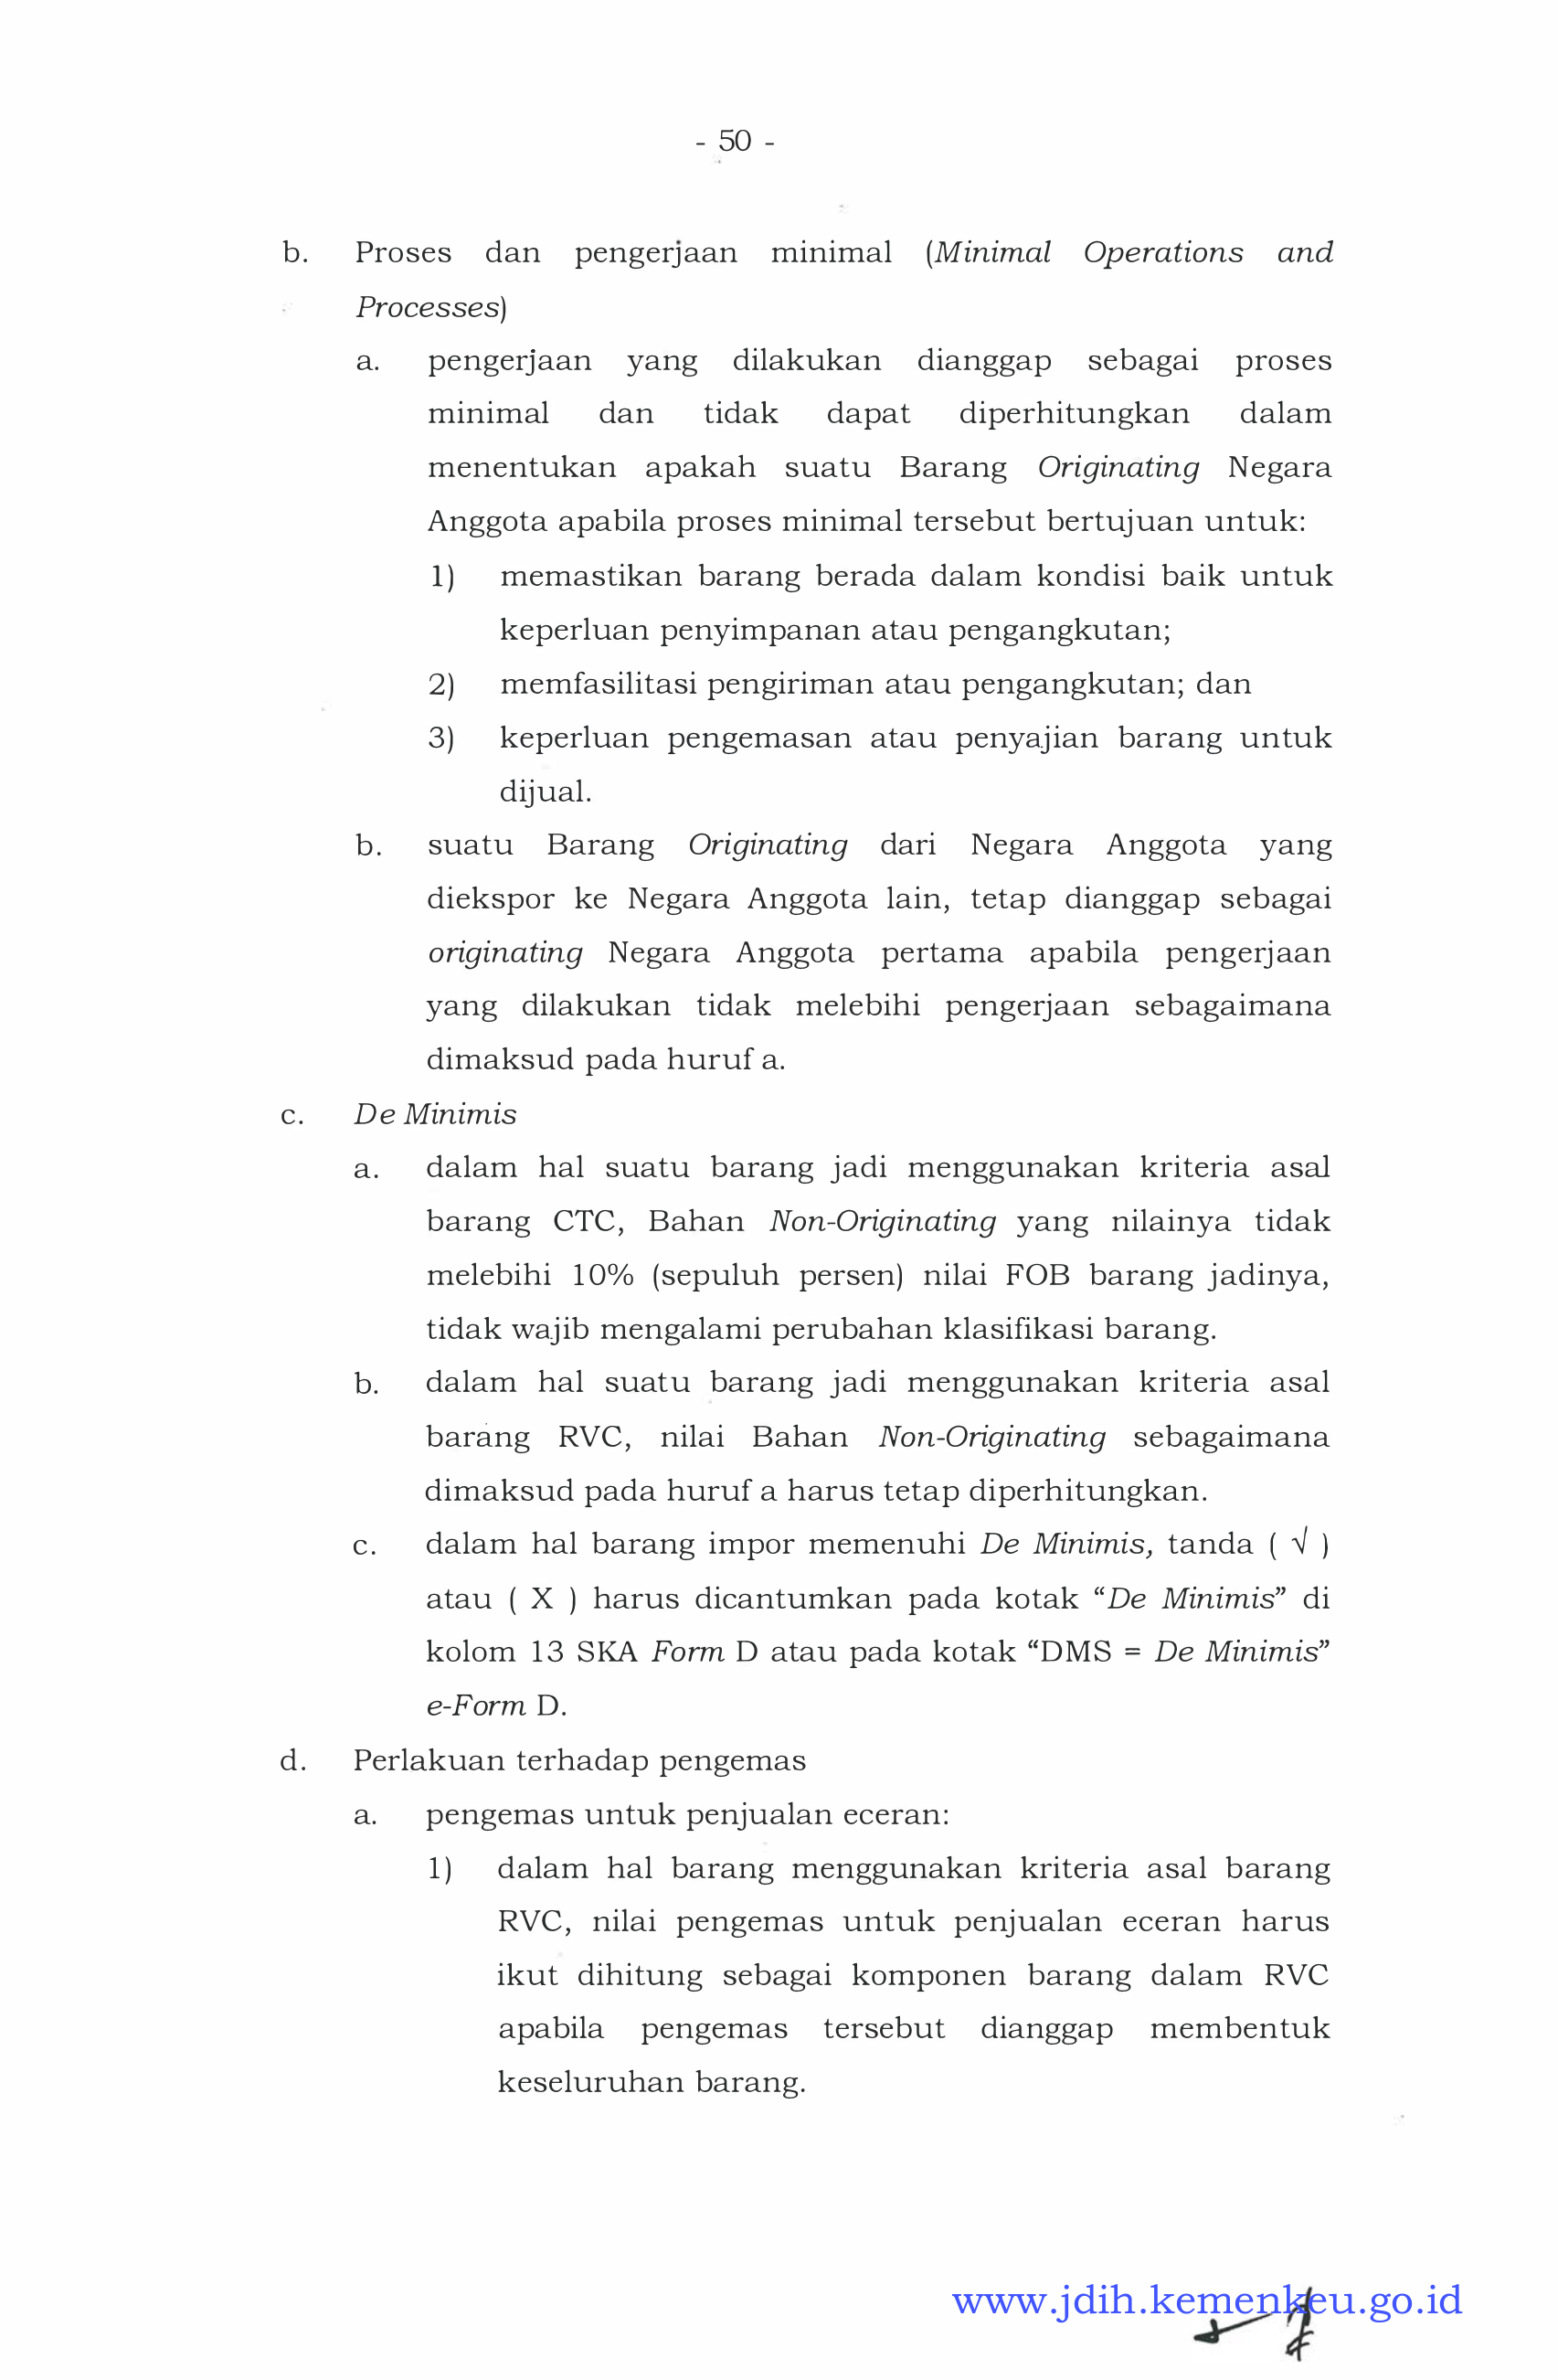 - 50 -
b. Proses dan pengerjaan minimal (Minimal Operations and
Processes)
a. pengerjaan yang dilakukan dianggap sebagai proses
minimal dan tidak dapat diperhitungkan dalam
menentukan apakah suatu Barang Originating Negara
Anggota apabila proses minimal tersebut bertujuan untuk:
1) memastikan barang berada dalam kondisi baik untuk
keperluan penyimpanan atau pengangkutan;
2) memfasilitasi pengiriman atau pengangkutan; dan
3) keperluan pengemasan atau penyajian barang untuk
dijual.
b. suatu Barang Originating dari Negara Anggota yang
diekspor ke Negara Anggota lain, tetap dianggap sebagai
originating Negara Anggota pertama apabila pengerjaan
yang dilakukan tidak melebihi pengerjaan sebagaimana
dimaksud pada huruf a.
c. De Minimis
a. dalam hal suatu barang jadi menggunakan kriteria asal
barang CTC, Bahan Non-Originating yang nilainya tidak
melebihi 10% (sepuluh persen) nilai FOB barang jadinya,
tidak wajib mengalami perubahan klasifikasi barang.
b. dalam hal suatu barang jadi menggunakan kriteria asal
barang RVC, nilai Bahan Non-Originating sebagaimana
dimaksud pada huruf a harus tetap diperhitungkan.
c. dalam hal barang impor memenuhi De Minimis, tanda ( √ )
atau ( X ) harus dicantumkan pada kotak “De Minimis” di
kolom 13 SKA Form D atau pada kotak “DMS = De Minimis”
e-Form D.
d. Perlakuan terhadap pengemas
a. pengemas untuk penjualan eceran:
1) dalam hal barang menggunakan kriteria asal barang
RVC, nilai pengemas untuk penjualan eceran harus
ikut dihitung sebagai komponen barang dalam RVC
apabila pengemas tersebut dianggap membentuk
keseluruhan barang.
www.jdih.kemenkeu.go.id